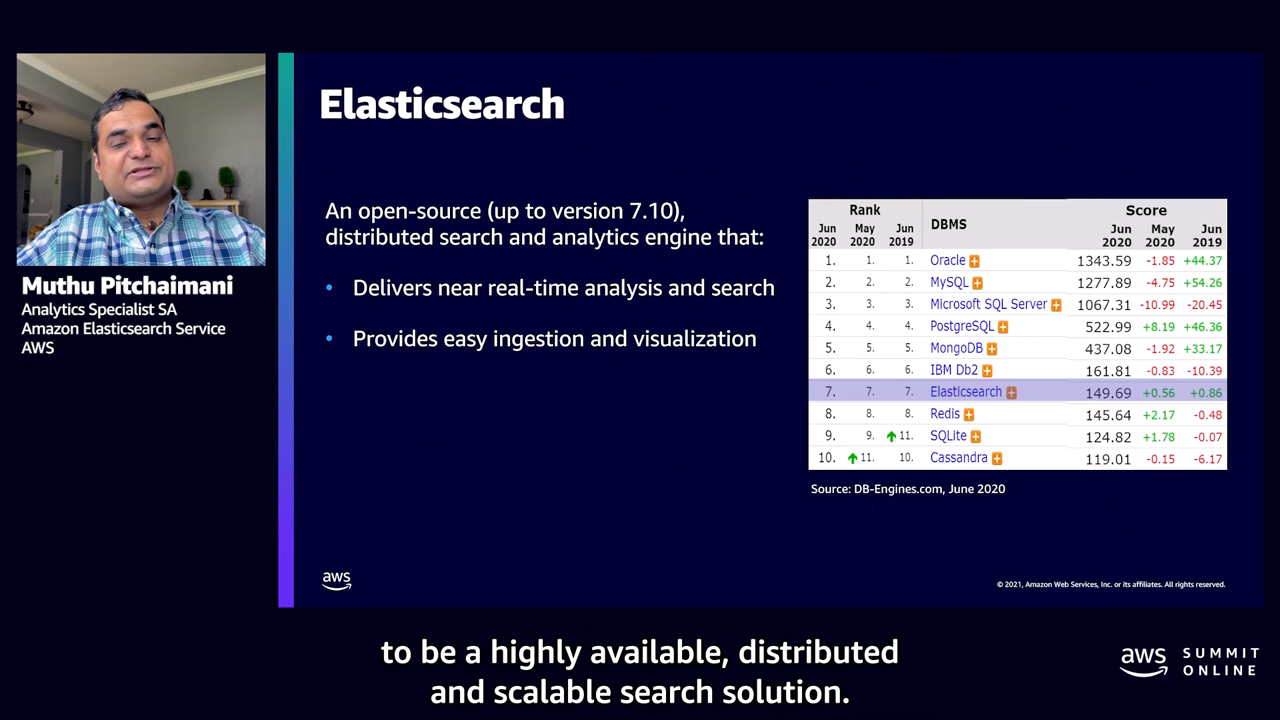 Elasticsearch
An open-source (up to version 7.10),
distributed search and analytics engine that:
• Delivers near real-time analysis and search
• Provides easy ingestion and visualization
Muthu Pitchaimani
Analytics Specialist SA
Amazon Elasticsearch Service
AWS
Rank DBMS Score
Jun 2020 May 2020 Jun 2019 Jun 2020 May 2020 Jun 2019
1. 1. 1. Oracle 1343.59 -1.85 +44.37
2. 2. 2. MySQL 1277.89 -4.75 +54.26
3. 3. 3. Microsoft SQL Server 1067.31 -10.99 -20.45
4. 4. 4. PostgreSQL 522.99 +8.19 +46.36
5. 5. 5. MongoDB 437.08 -1.92 +33.17
6. 6. 6. IBM Db2 161.81 -0.83 -10.39
7. 7. 7. Elasticsearch 149.69 +0.56 +0.86
8. 8. 8. Redis 145.64 +2.17 -0.48
9. 9. 11. SQLite 124.82 +1.78 -0.07
10. 11. 10. Cassandra 119.01 -0.15 -6.17
Source: DB-Engines.com, June 2020
aws
© 2021, Amazon Web Services, Inc. or its affiliates. All rights reserved.
to be a highly available, distributed
and scalable search solution.
aws SUMMIT
ONLINE